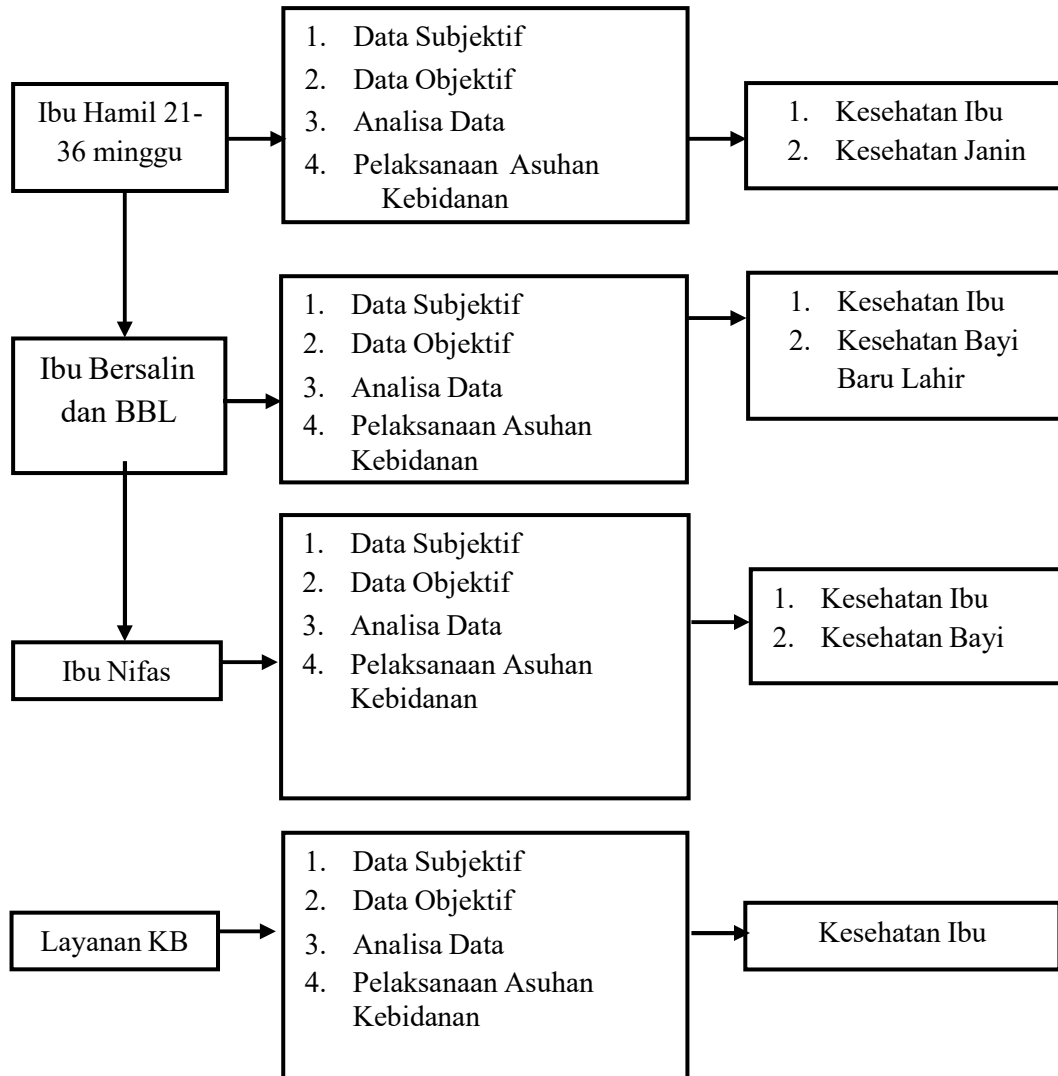 Ibu Hamil 21-
36 minggu
1. Data Subjektif
2. Data Objektif
3. Analisa Data
4. Pelaksanaan Asuhan
Kebidanan
1. Kesehatan Ibu
2. Kesehatan Janin
Ibu Bersalin
dan BBL
1. Data Subjektif
2. Data Objektif
3. Analisa Data
4. Pelaksanaan Asuhan
Kebidanan
1. Kesehatan Ibu
2. Kesehatan Bayi
Baru Lahir
Ibu Nifas
1. Data Subjektif
2. Data Objektif
3. Analisa Data
4. Pelaksanaan Asuhan
Kebidanan
1. Kesehatan Ibu
2. Kesehatan Bayi
Layanan KB
1. Data Subjektif
2. Data Objektif
3. Analisa Data
4. Pelaksanaan Asuhan
Kebidanan
Kesehatan Ibu